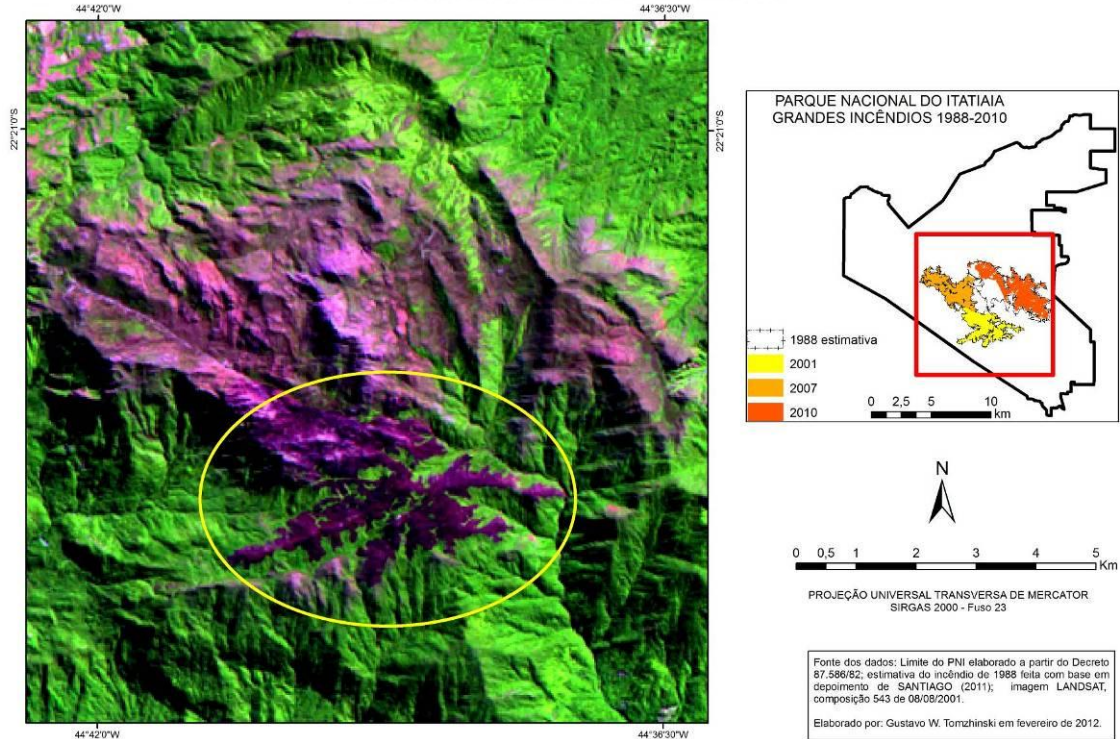 44°42'0"W
44°36'30"W
22°21'0"S
22°21'0"S
44°42'0"W
44°36'30"W
PARQUE NACIONAL DO ITATIAIA
GRANDES INCÊNDIOS 1988-2010
1988 estimativa
2001
2007
2010
0 2,5 5 10
km
N
0 0,5 1 2 3 4 5
Km
PROJEÇÃO UNIVERSAL TRANSVERSA DE MERCATOR
SIRGAS 2000 - Fuso 23
Fonte dos dados: Limite do PNI elaborado a partir do Decreto
87.586/82; estimativa do incêndio de 1988 feita com base em
depoimento de SANTIAGO (2011); imagem LANDSAT,
composição 543 de 08/08/2001.
Elaborado por: Gustavo W. Tomzhinski em fevereiro de 2012.